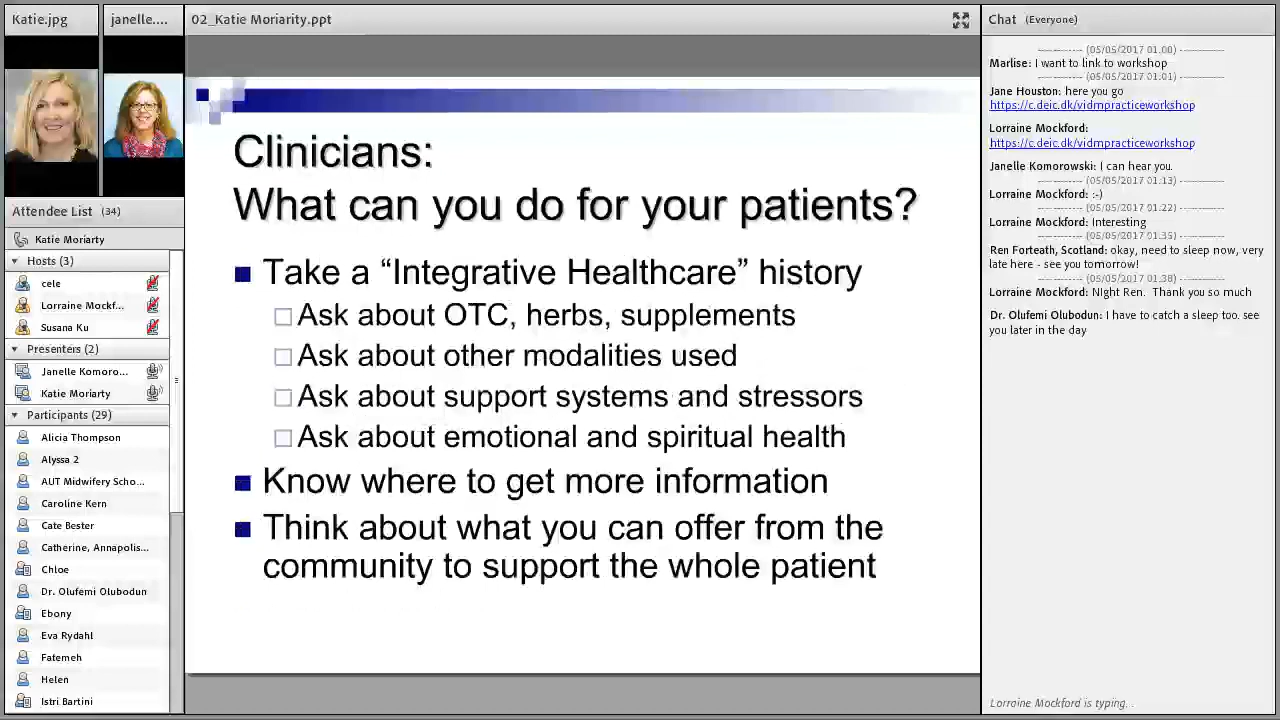 Katie.jpg
janelle....
02_Katie Moriarity.ppt
Attendee List (34)
Katie Moriarty
Hosts (3)
cele
Lorraine Mockf...
Susana Ku
Presenters (2)
Janelle Komoro...
Katie Moriarty
Participants (29)
Alicia Thompson
Alyssa 2
AUT Midwifery Scho...
Caroline Kern
Cate Bester
Catherine, Annapolis...
Chloe
Dr. Olufemi Olubodun
Ebony
Eva Rydahl
Fatemeh
Helen
Istri Bartini
Clinicians:
What can you do for your patients?
Take a “Integrative Healthcare” history
Ask about OTC, herbs, supplements
Ask about other modalities used
Ask about support systems and stressors
Ask about emotional and spiritual health
Know where to get more information
Think about what you can offer from the
community to support the whole patient
Chat (Everyone)
------------ (05/05/2017 01.00) ------------
Marlise: I want to link to workshop
------------ (05/05/2017 01.01) ------------
Jane Houston: here you go
https://c.deic.dk/vidmpracticeworkshop
Lorraine Mockford:
https://c.deic.dk/vidmpracticeworkshop
Janelle Komorowski: I can hear you.
------------ (05/05/2017 01.13) ------------
Lorraine Mockford: :-)
------------ (05/05/2017 01.22) ------------
Lorraine Mockford: Interesting
------------ (05/05/2017 01.35) ------------
Ren Forteath, Scotland: okay, need to sleep now, very
late here - see you tomorrow!
------------ (05/05/2017 01.38) ------------
Lorraine Mockford: NIght Ren. Thank you so much
Dr. Olufemi Olubodun: I have to catch a sleep too. see
you later in the day
Lorraine Mockford is typing...